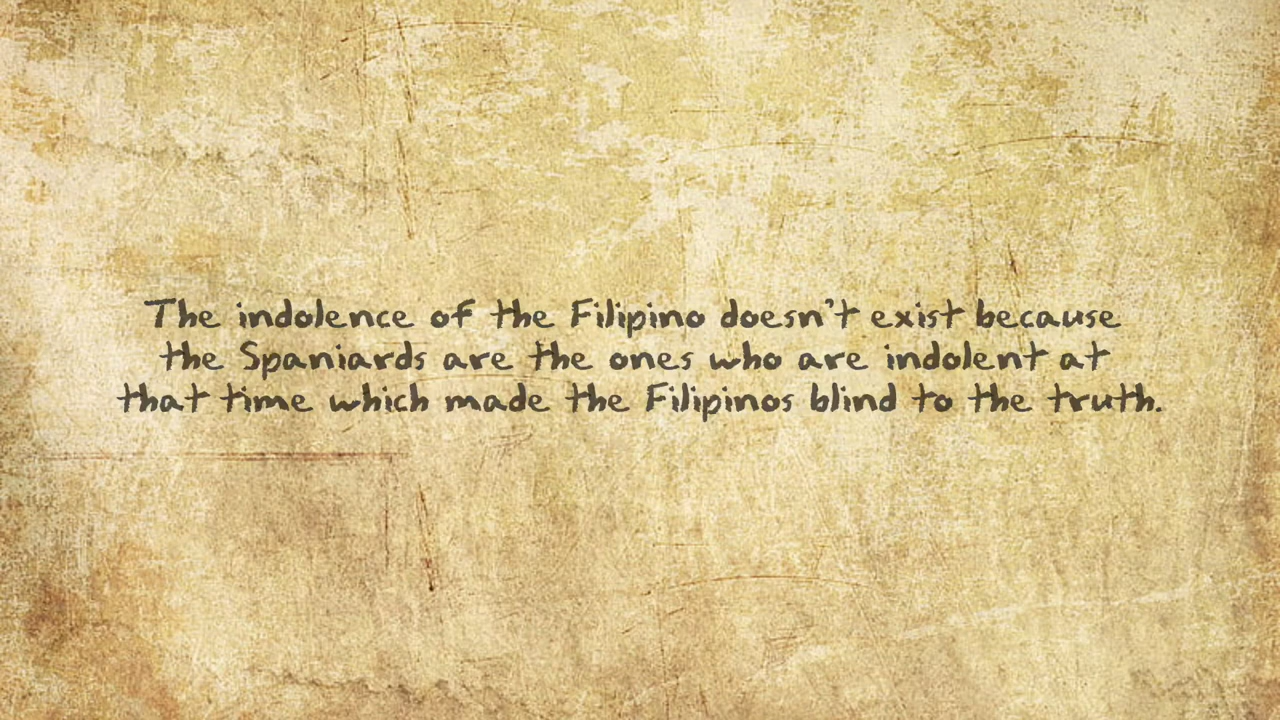 The indolence of the Filipino doesn't exist because
the Spaniards are the ones who are indolent at
that time which made the Filipinos blind to the truth.